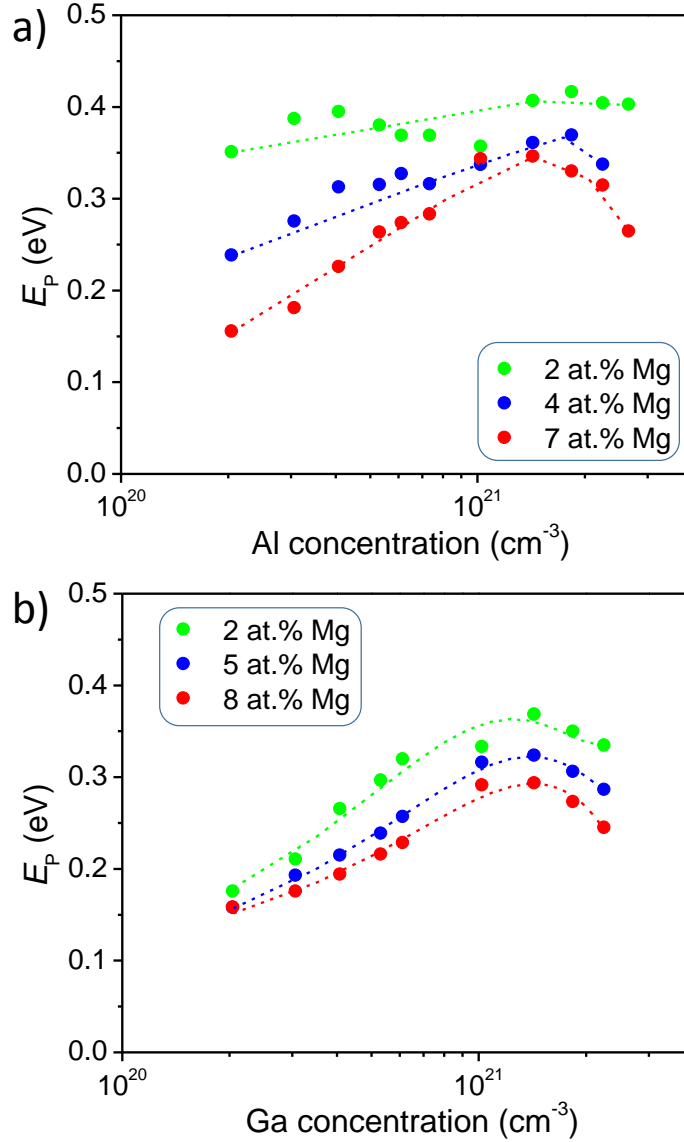 a)
0.5
0.4
0.3
0.2
0.1
0.0
E_P (eV)
2 at.% Mg
4 at.% Mg
7 at.% Mg
10^20
10^21
Al concentration (cm^-3)
b)
0.5
0.4
0.3
0.2
0.1
0.0
E_P (eV)
2 at.% Mg
5 at.% Mg
8 at.% Mg
10^20
10^21
Ga concentration (cm^-3)